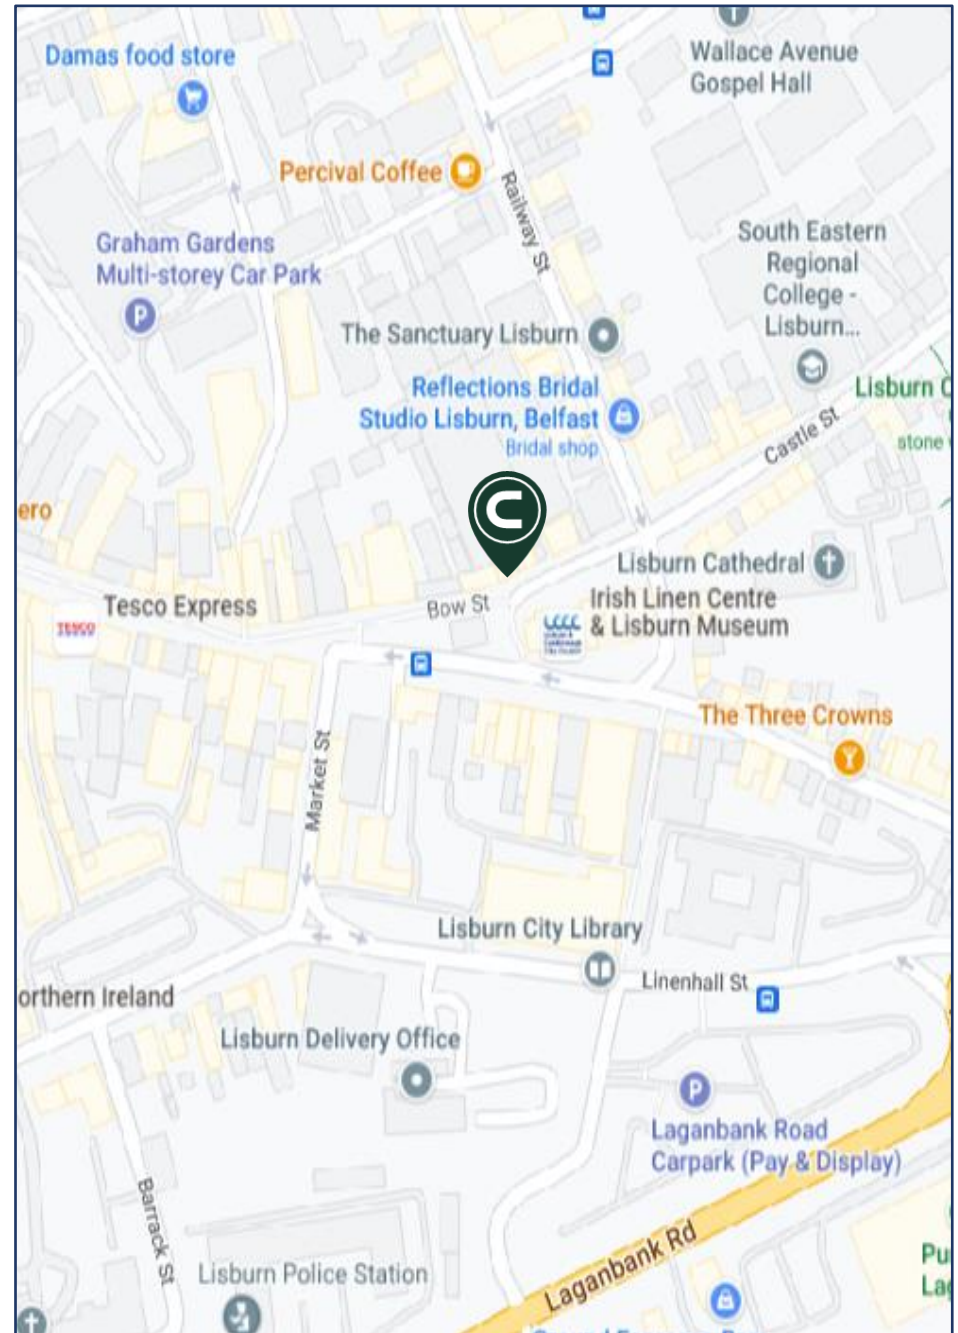 Wallace Avenue
Gospel Hall
Damas food store
Percival Coffee
Railway St
Graham Gardens
Multi-storey Car Park
P
South Eastern
Regional
College -
Lisburn...
The Sanctuary Lisburn
Reflections Bridal
Studio Lisburn, Belfast
Bridal shop
Lisburn C
stone
Castle St
C
ero
Lisburn Cathedral
Tesco Express
TESCO
Bow St
Irish Linen Centre
& Lisburn Museum
The Three Crowns
Market St
Lisburn City Library
Linenhall St
orthern Ireland
Lisburn Delivery Office
P
Laganbank Road
Carpark (Pay & Display)
Barrack St
Laganbank Rd
Lisburn Police Station
Pu
Lag